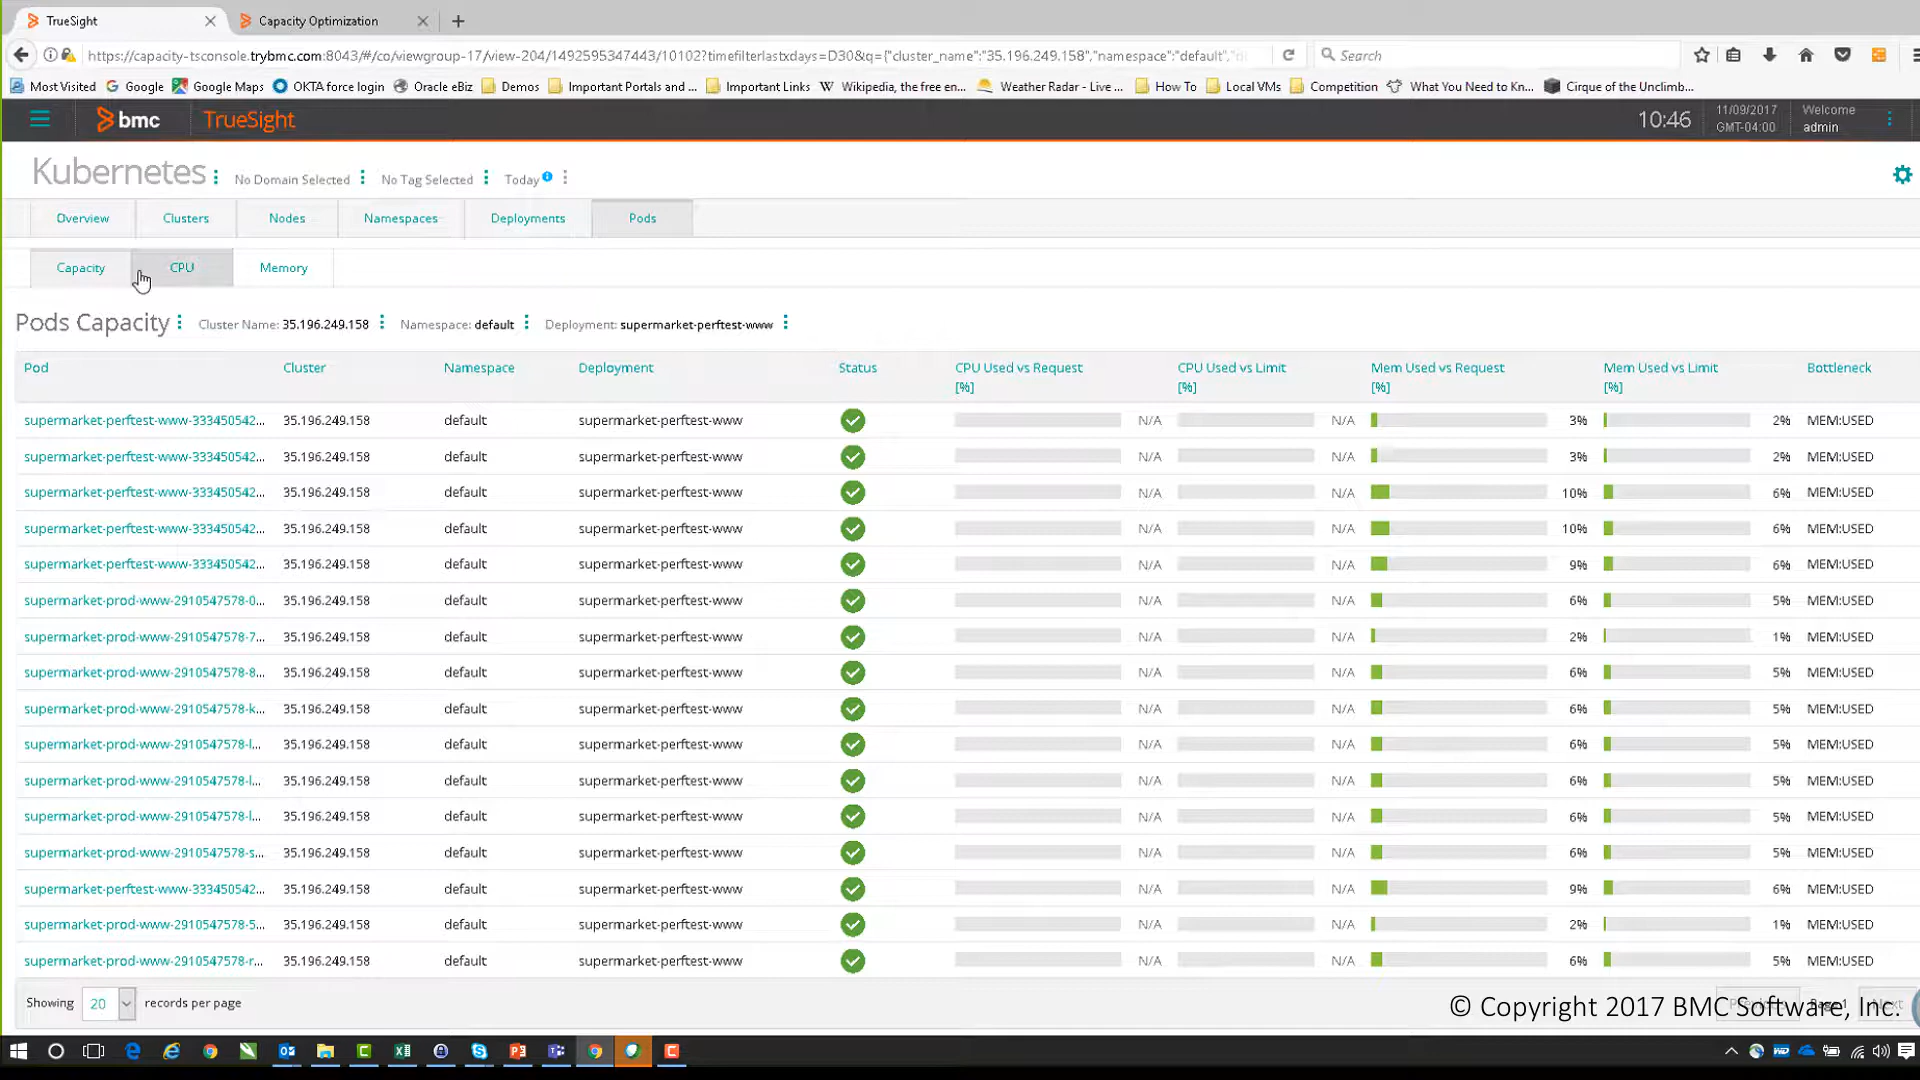 TrueSight
Capacity Optimization
https://capacity-tsconsole.trybmc.com:8043/#/co/viewgroup-17/view-204/1492595347443/10102?timefilterlastxdays=D30&q={"cluster_name":"35.196.249.158","namespace":"default","d
Search
Most Visited Google Google Maps OKTA force login Oracle eBiz Demos Important Portals and ... Important Links Wikipedia, the free en... Weather Radar - Live ... How To Local VMs Competition What You Need to Kn... Cirque of the Unclimb...
bmc TrueSight
10:46 11/09/2017 GMT-04:00 Welcome admin
Kubernetes No Domain Selected No Tag Selected Today
Overview Clusters Nodes Namespaces Deployments Pods
Capacity CPU Memory
Pods Capacity Cluster Name: 35.196.249.158 Namespace: default Deployment: supermarket-perftest-www
Pod Cluster Namespace Deployment Status CPU Used vs Request [%] CPU Used vs Limit [%] Mem Used vs Request [%] Mem Used vs Limit [%] Bottleneck
supermarket-perftest-www-333450542... 35.196.249.158 default supermarket-perftest-www N/A N/A 3% 2% MEM:USED
supermarket-perftest-www-333450542... 35.196.249.158 default supermarket-perftest-www N/A N/A 3% 2% MEM:USED
supermarket-perftest-www-333450542... 35.196.249.158 default supermarket-perftest-www N/A N/A 10% 6% MEM:USED
supermarket-perftest-www-333450542... 35.196.249.158 default supermarket-perftest-www N/A N/A 10% 6% MEM:USED
supermarket-perftest-www-333450542... 35.196.249.158 default supermarket-perftest-www N/A N/A 9% 6% MEM:USED
supermarket-prod-www-2910547578-0... 35.196.249.158 default supermarket-perftest-www N/A N/A 6% 5% MEM:USED
supermarket-prod-www-2910547578-7... 35.196.249.158 default supermarket-perftest-www N/A N/A 2% 1% MEM:USED
supermarket-prod-www-2910547578-8... 35.196.249.158 default supermarket-perftest-www N/A N/A 6% 5% MEM:USED
supermarket-prod-www-2910547578-k... 35.196.249.158 default supermarket-perftest-www N/A N/A 6% 5% MEM:USED
supermarket-prod-www-2910547578-l... 35.196.249.158 default supermarket-perftest-www N/A N/A 6% 5% MEM:USED
supermarket-prod-www-2910547578-l... 35.196.249.158 default supermarket-perftest-www N/A N/A 6% 5% MEM:USED
supermarket-prod-www-2910547578-l... 35.196.249.158 default supermarket-perftest-www N/A N/A 6% 5% MEM:USED
supermarket-prod-www-2910547578-s... 35.196.249.158 default supermarket-perftest-www N/A N/A 6% 5% MEM:USED
supermarket-perftest-www-333450542... 35.196.249.158 default supermarket-perftest-www N/A N/A 9% 6% MEM:USED
supermarket-prod-www-2910547578-5... 35.196.249.158 default supermarket-perftest-www N/A N/A 2% 1% MEM:USED
supermarket-prod-www-2910547578-r... 35.196.249.158 default supermarket-perftest-www N/A N/A 6% 5% MEM:USED
Showing 20 records per page
© Copyright 2017 BMC Software, Inc.